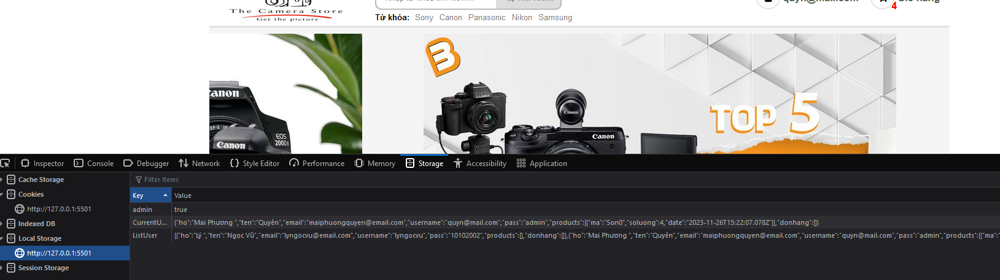 The Camera Store
Get the picture
quyn@mail.com
4
Từ khóa: Sony Canon Panasonic Nikon Samsung
B
Canon
EOS
200D
EF-S 18
Canon
LUMIX
Canon
Canon
TOP 5
Inspector Console Debugger Network Style Editor Performance Memory Storage Accessibility Application
Cache Storage
Cookies
http://127.0.0.1:5501
Indexed DB
Local Storage
http://127.0.0.1:5501
Session Storage
Filter Items
Key Value
admin true
CurrentU... {"ho":"Mai Phương ","ten":"Quyên","email":"maiphuongquyen@email.com","username":"quyn@mail.com","pass":"admin","products":[{"ma":"Son0","soluong":4,"date":"2023-11-26T15:22:07.078Z"}],"donhang":[]}
ListUser [{"ho":"Lý ","ten":"Ngọc Vũ","email":"lyngocvu@email.com","username":"lyngocvu","pass":"10102002","products":[],"donhang":[]},{"ho":"Mai Phương ","ten":"Quyên","email":"maiphuongquyen@email.com","username":"quyn@mail.com","pass":"admin","products":[{"ma":"